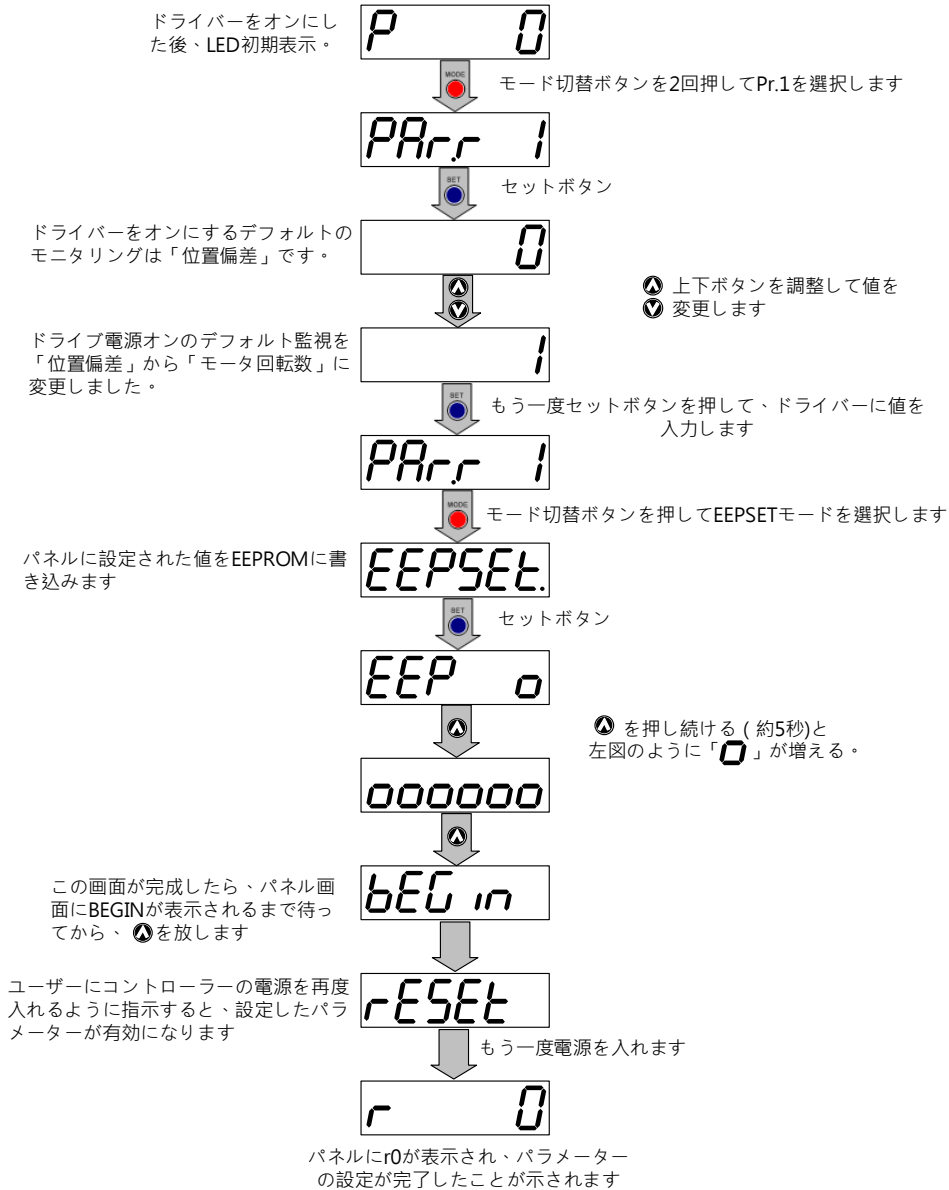 ドライバーをオンにし
た後、LED初期表示。
P 0
MODE
モード切替ボタンを2回押してPr.1を選択します
PAr.r 1
SET
セットボタン
ドライバーをオンにするデフォルトの
モニタリングは「位置偏差」です。
0
上下ボタンを調整して値を
変更します
ドライブ電源オンのデフォルト監視を
「位置偏差」から「モータ回転数」に
変更しました。
1
SET
もう一度セットボタンを押して、ドライバーに値を
入力します
PAr.r 1
MODE
モード切替ボタンを押してEEPSETモードを選択します
パネルに設定された値をEEPROMに書
き込みます
EEPSEt.
SET
セットボタン
EEP o
を押し続ける ( 約5秒)と
左図のように「o」が増える。
oooooo
この画面が完成したら、パネル画
面にBEGINが表示されるまで待っ
てから、を放します
bEG in
ユーザーにコントローラーの電源を再度
入れるように指示すると、設定したパラ
メーターが有効になります
rESEt
もう一度電源を入れます
r 0
パネルにr0が表示され、パラメーター
の設定が完了したことが示されます